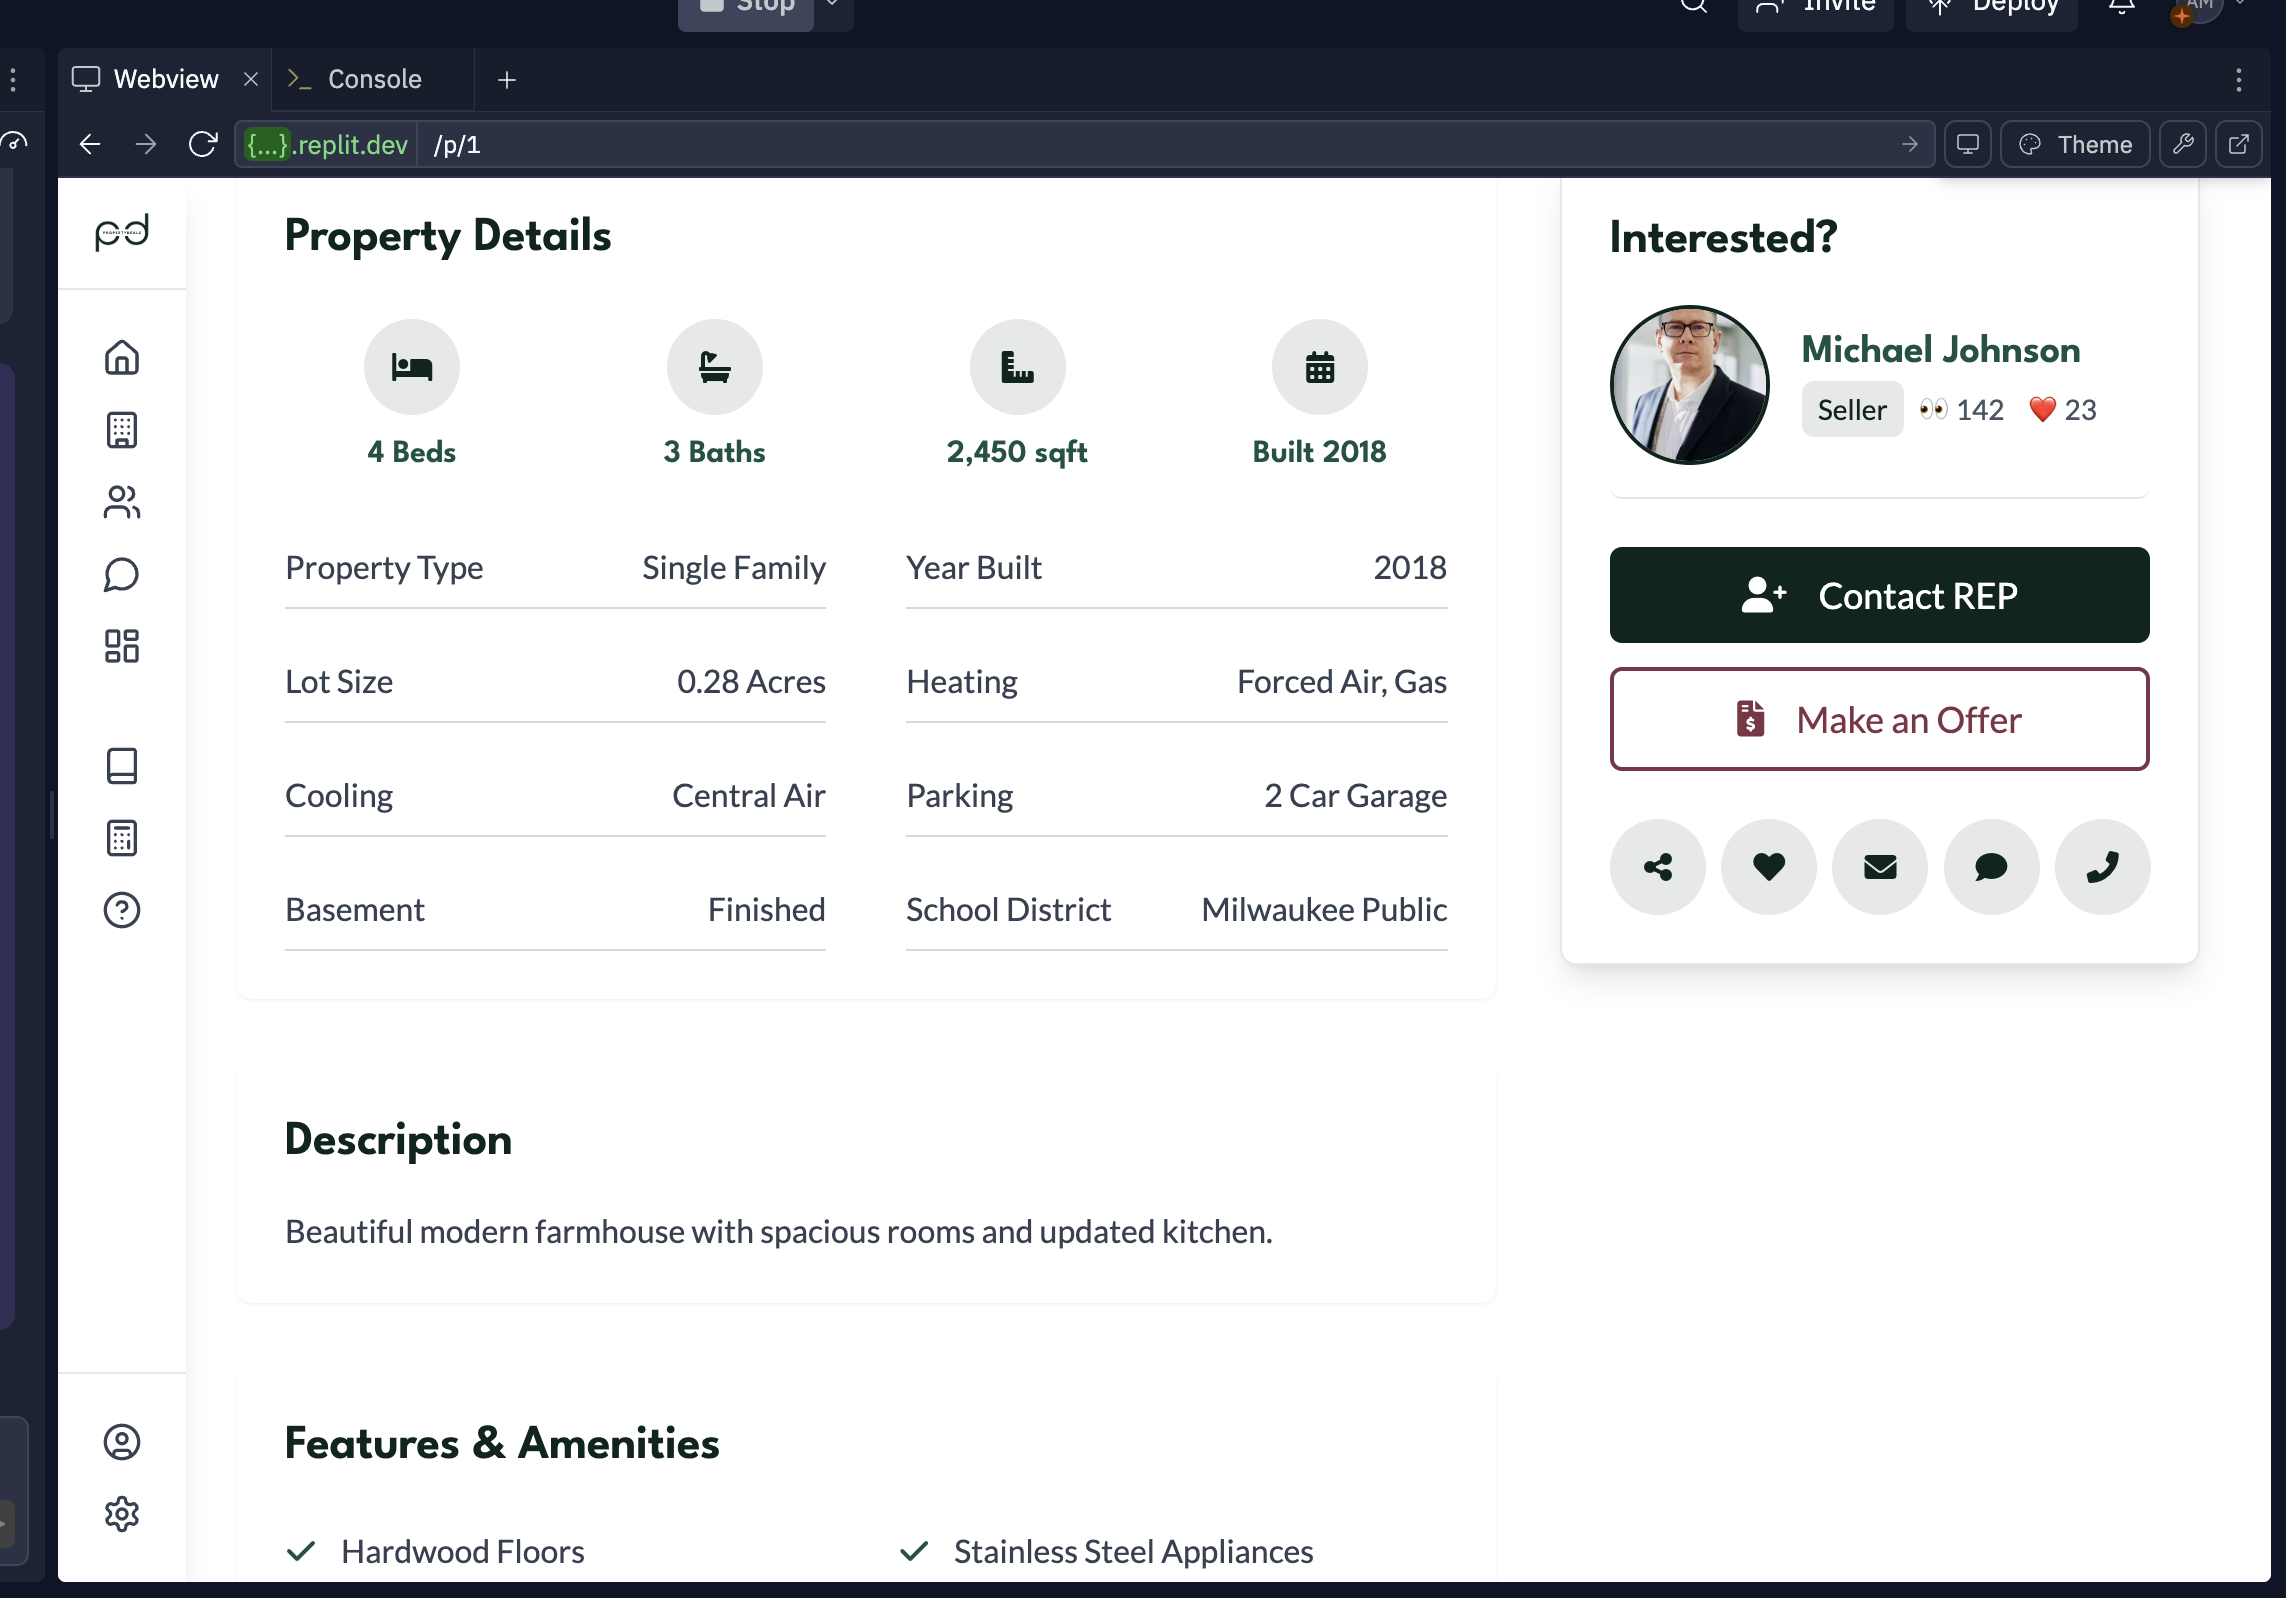 Stop
Invite
Deploy
AM
Webview
Console
{...}.replit.dev
/p/1
Theme
pd
Property Details
4 Beds
3 Baths
2,450 sqft
Built 2018
Property Type Single Family
Year Built 2018
Lot Size 0.28 Acres
Heating Forced Air, Gas
Cooling Central Air
Parking 2 Car Garage
Basement Finished
School District Milwaukee Public
Description
Beautiful modern farmhouse with spacious rooms and updated kitchen.
Features & Amenities
Hardwood Floors
Stainless Steel Appliances
Interested?
Michael Johnson
Seller 👀 142 ❤️ 23
Contact REP
Make an Offer